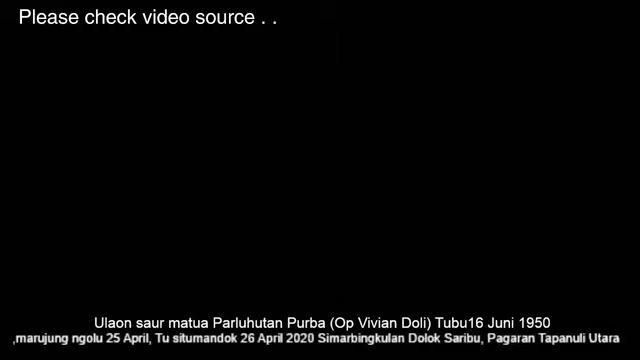 Please check video source . .
Ulaon saur matua Parluhutan Purba (Op Vivian Doli) Tubu16 Juni 1950
,marujung ngolu 25 April, Tu situmandok 26 April 2020 Simarbingkulan Dolok Saribu, Pagaran Tapanuli Utara